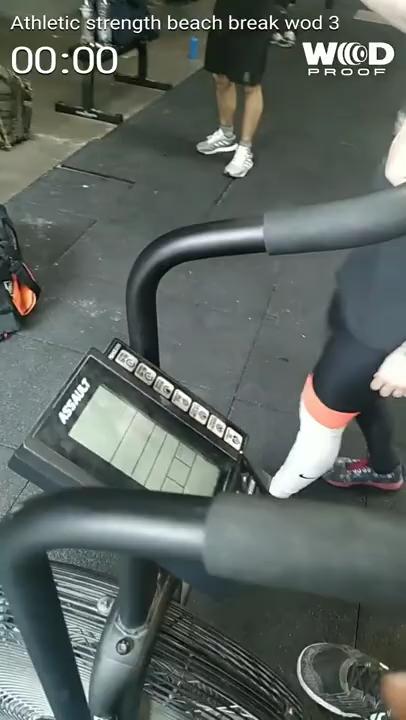 Athletic strength beach break wod 3
00:00
WOD
PROOF
ASSAULT